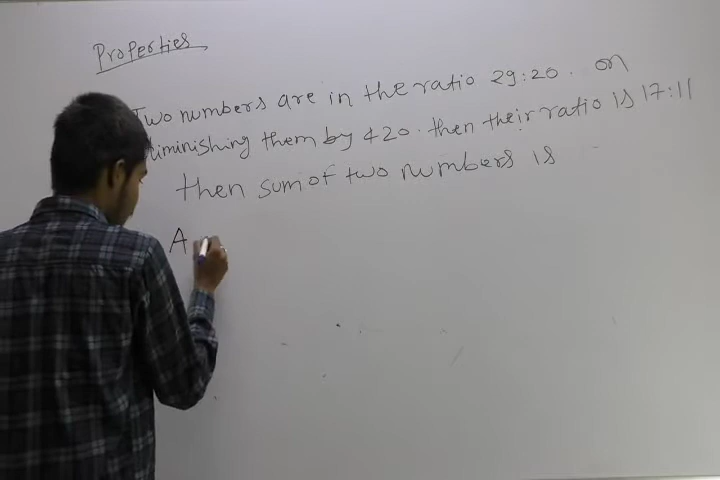 Properties
Two numbers are in the ratio 29:20. on
diminishing them by 420. then their ratio is 17:11
then sum of two numbers is
A